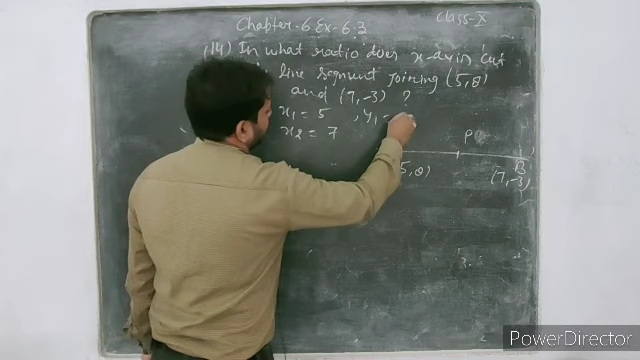 Chapter-6 Ex-6.3
Class-X
(14) In what ratio does x-axis cut
line segment joining (5,8)
and (7,-3) ?
x₁ = 5 , y₁ =
x₂ = 7
P(
5,8)
B
(7,-3)
PowerDirector